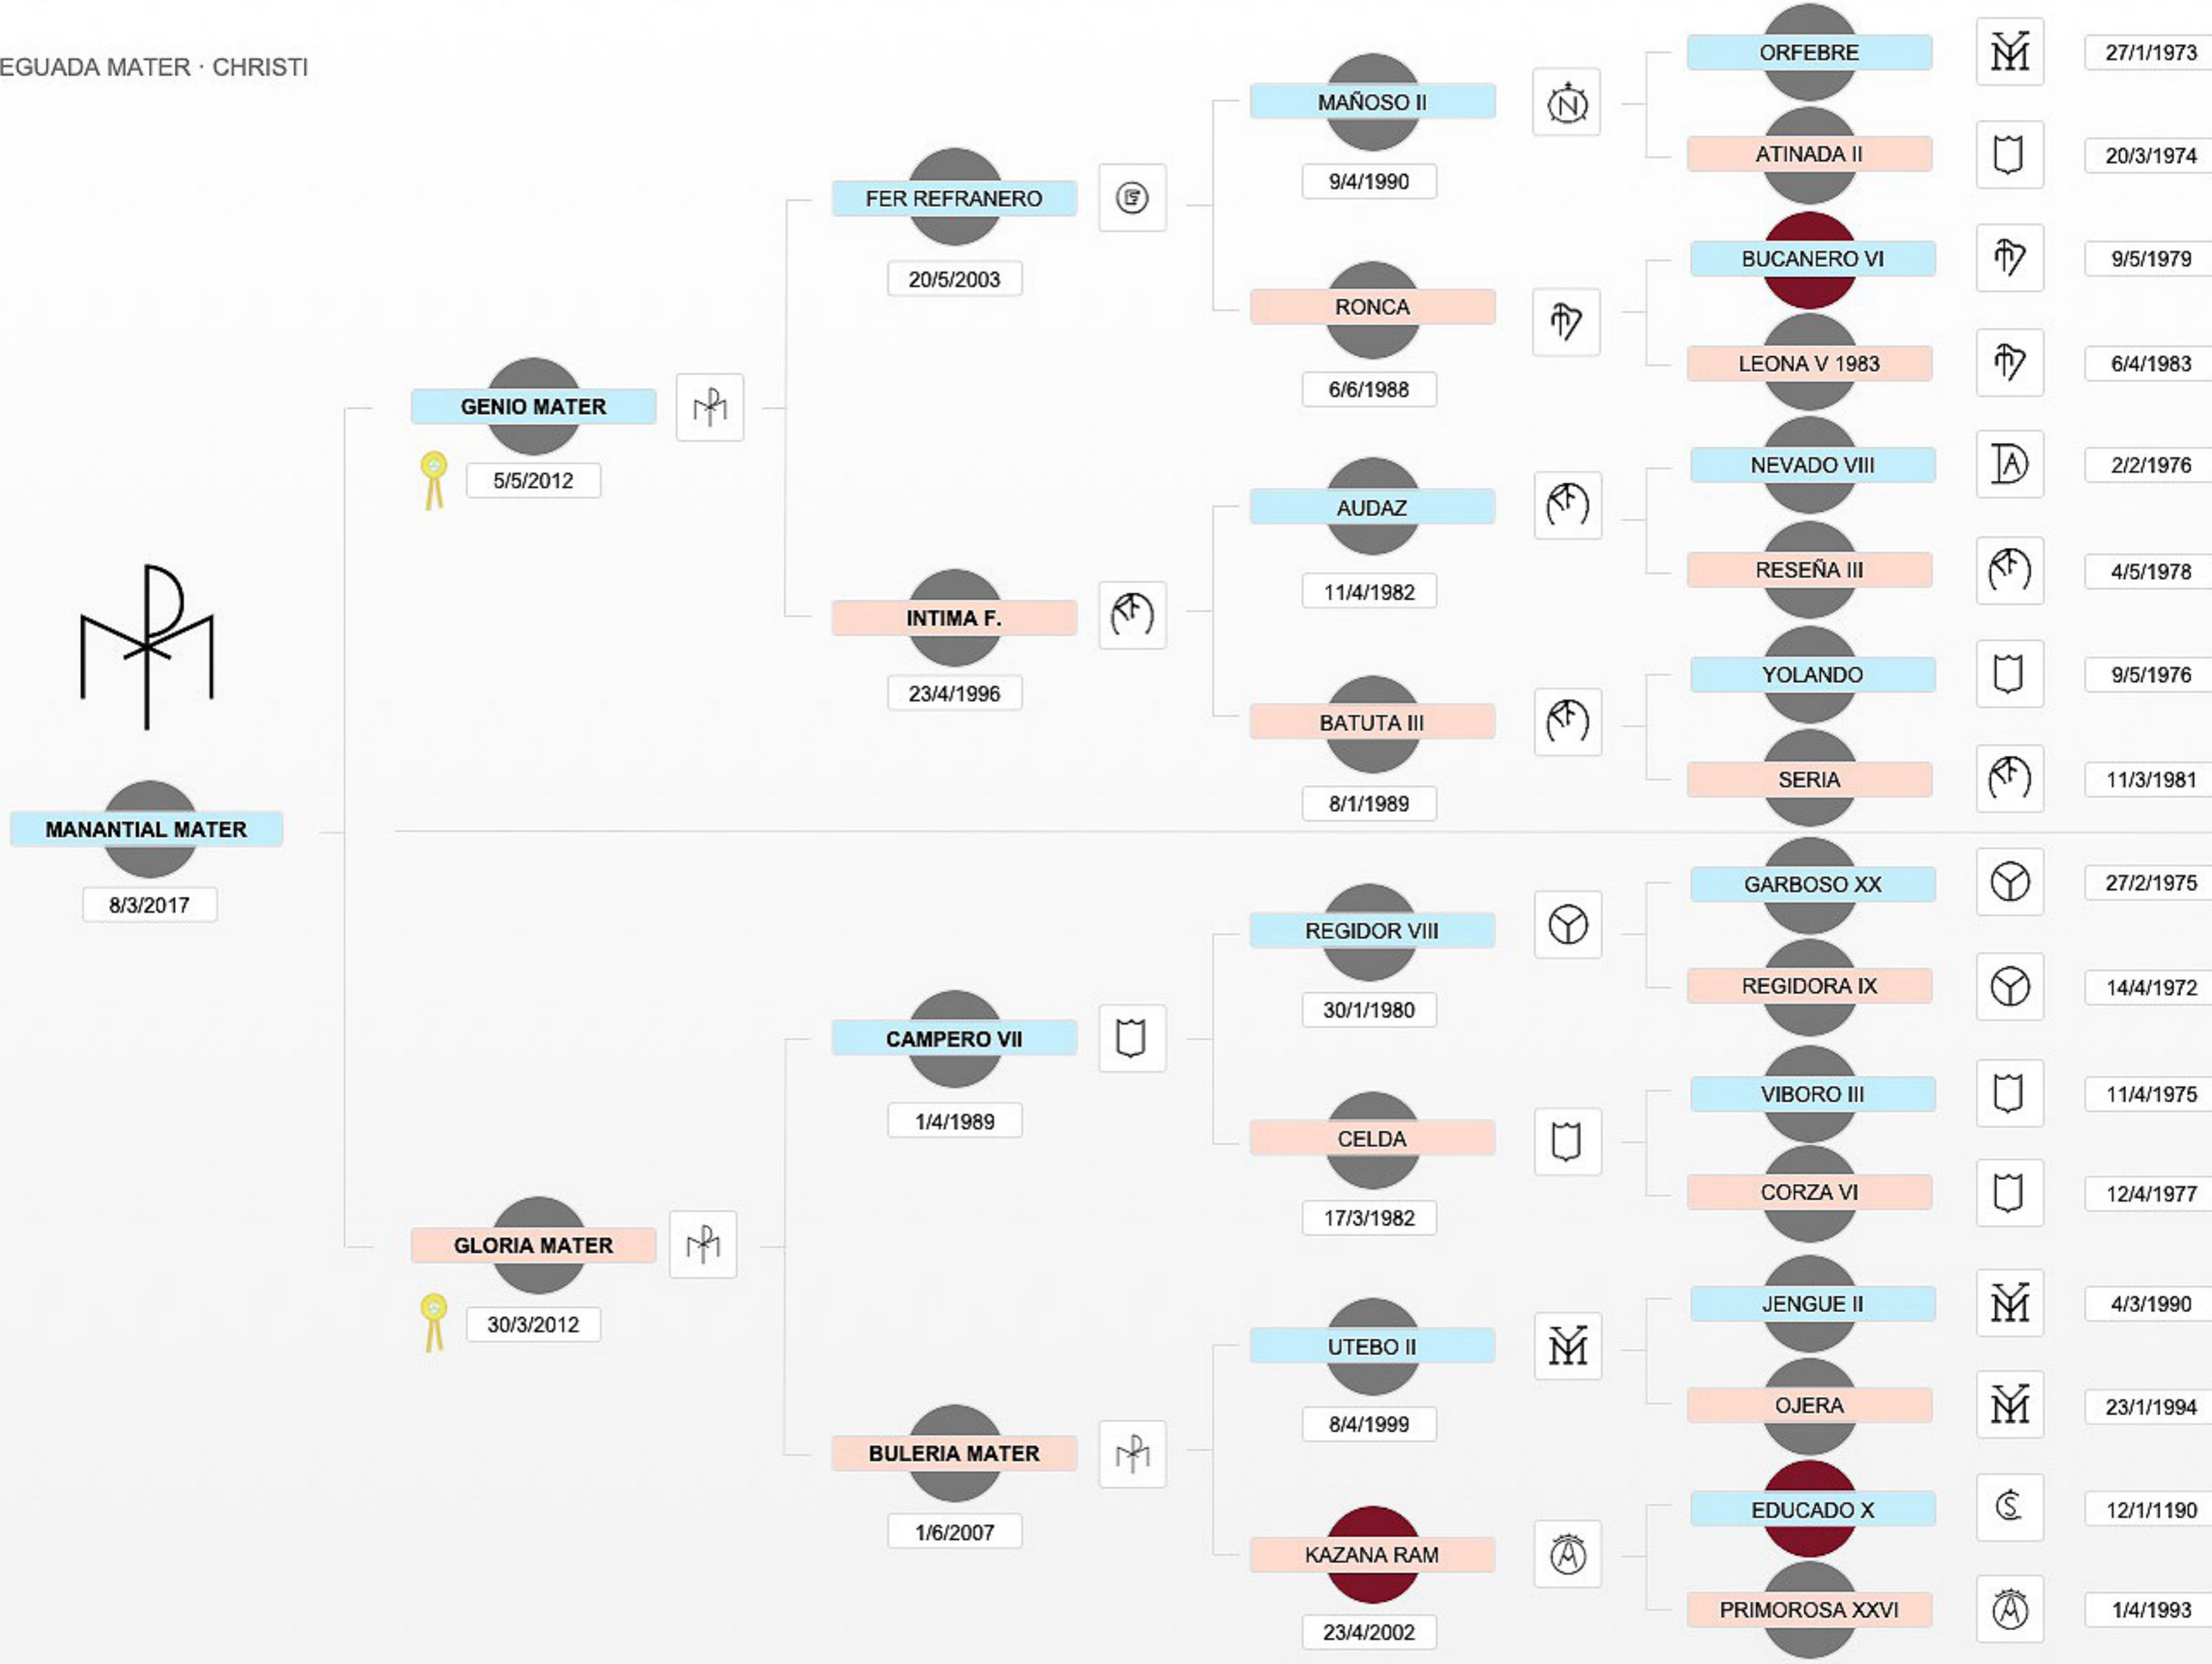 EGUADA MATER · CHRISTI
MANANTIAL MATER
8/3/2017
GENIO MATER
5/5/2012
GLORIA MATER
30/3/2012
FER REFRANERO
20/5/2003
INTIMA F.
23/4/1996
CAMPERO VII
1/4/1989
BULERIA MATER
1/6/2007
MAÑOSO II
9/4/1990
RONCA
6/6/1988
AUDAZ
11/4/1982
BATUTA III
8/1/1989
REGIDOR VIII
30/1/1980
CELDA
17/3/1982
UTEBO II
8/4/1999
KAZANA RAM
23/4/2002
ORFEBRE 27/1/1973
ATINADA II 20/3/1974
BUCANERO VI 9/5/1979
LEONA V 1983 6/4/1983
NEVADO VIII 2/2/1976
RESEÑA III 4/5/1978
YOLANDO 9/5/1976
SERIA 11/3/1981
GARBOSO XX 27/2/1975
REGIDORA IX 14/4/1972
VIBORO III 11/4/1975
CORZA VI 12/4/1977
JENGUE II 4/3/1990
OJERA 23/1/1994
EDUCADO X 12/1/1190
PRIMOROSA XXVI 1/4/1993